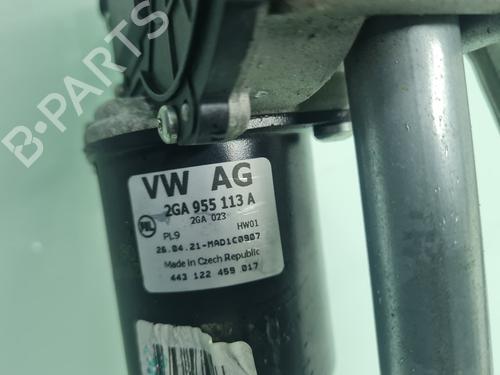 B-PARTS
VW AG
2GA 955 113 A
2GA 023
PL9 HW01
26.04.21-MAD1C0907
Made in Czech Republic
443 122 459 017